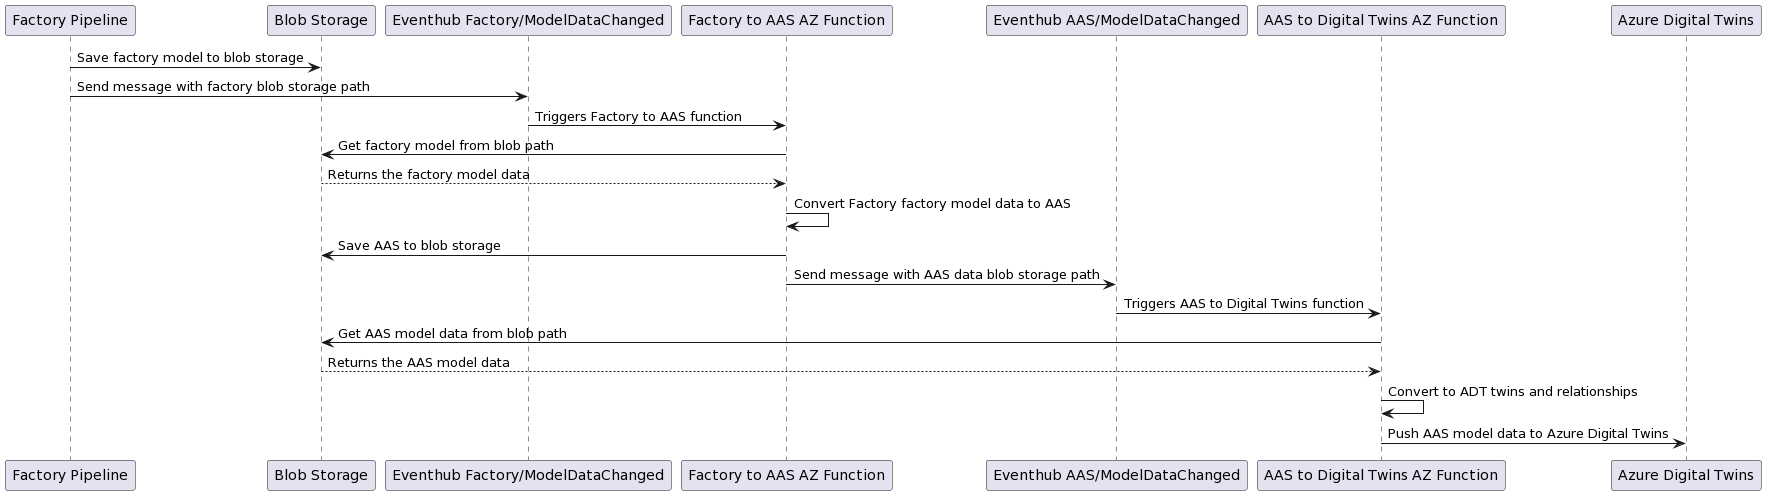 Factory Pipeline
Blob Storage
Eventhub Factory/ModelDataChanged
Factory to AAS AZ Function
Eventhub AAS/ModelDataChanged
AAS to Digital Twins AZ Function
Azure Digital Twins
Save factory model to blob storage
Send message with factory blob storage path
Triggers Factory to AAS function
Get factory model from blob path
Returns the factory model data
Convert Factory factory model data to AAS
Save AAS to blob storage
Send message with AAS data blob storage path
Triggers AAS to Digital Twins function
Get AAS model data from blob path
Returns the AAS model data
Convert to ADT twins and relationships
Push AAS model data to Azure Digital Twins
Factory Pipeline
Blob Storage
Eventhub Factory/ModelDataChanged
Factory to AAS AZ Function
Eventhub AAS/ModelDataChanged
AAS to Digital Twins AZ Function
Azure Digital Twins